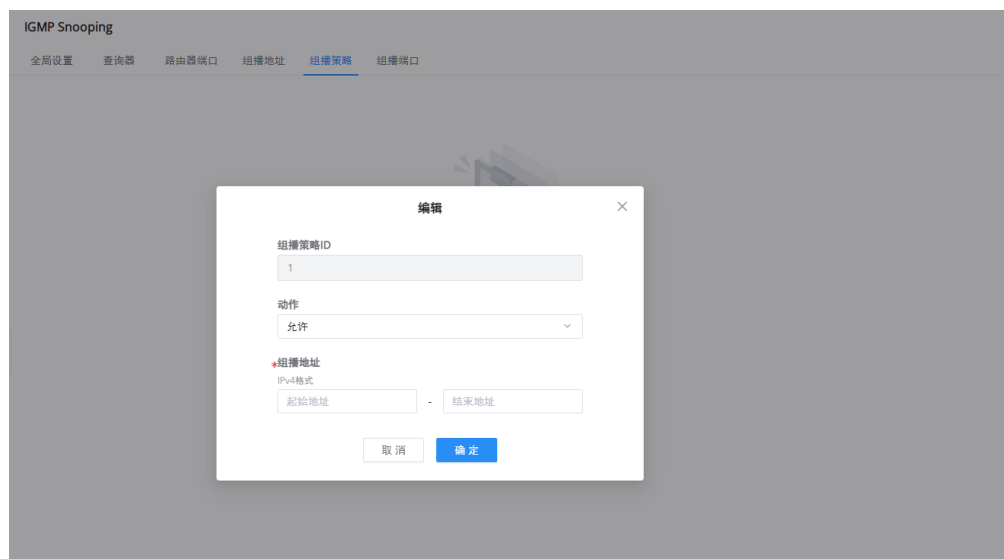 IGMP Snooping
全局设置 查询器 路由器端口 组播地址 组播策略 组播端口
编辑
组播策略ID
1
动作
允许
*组播地址
IPv4格式
起始地址 - 结束地址
取消 确定